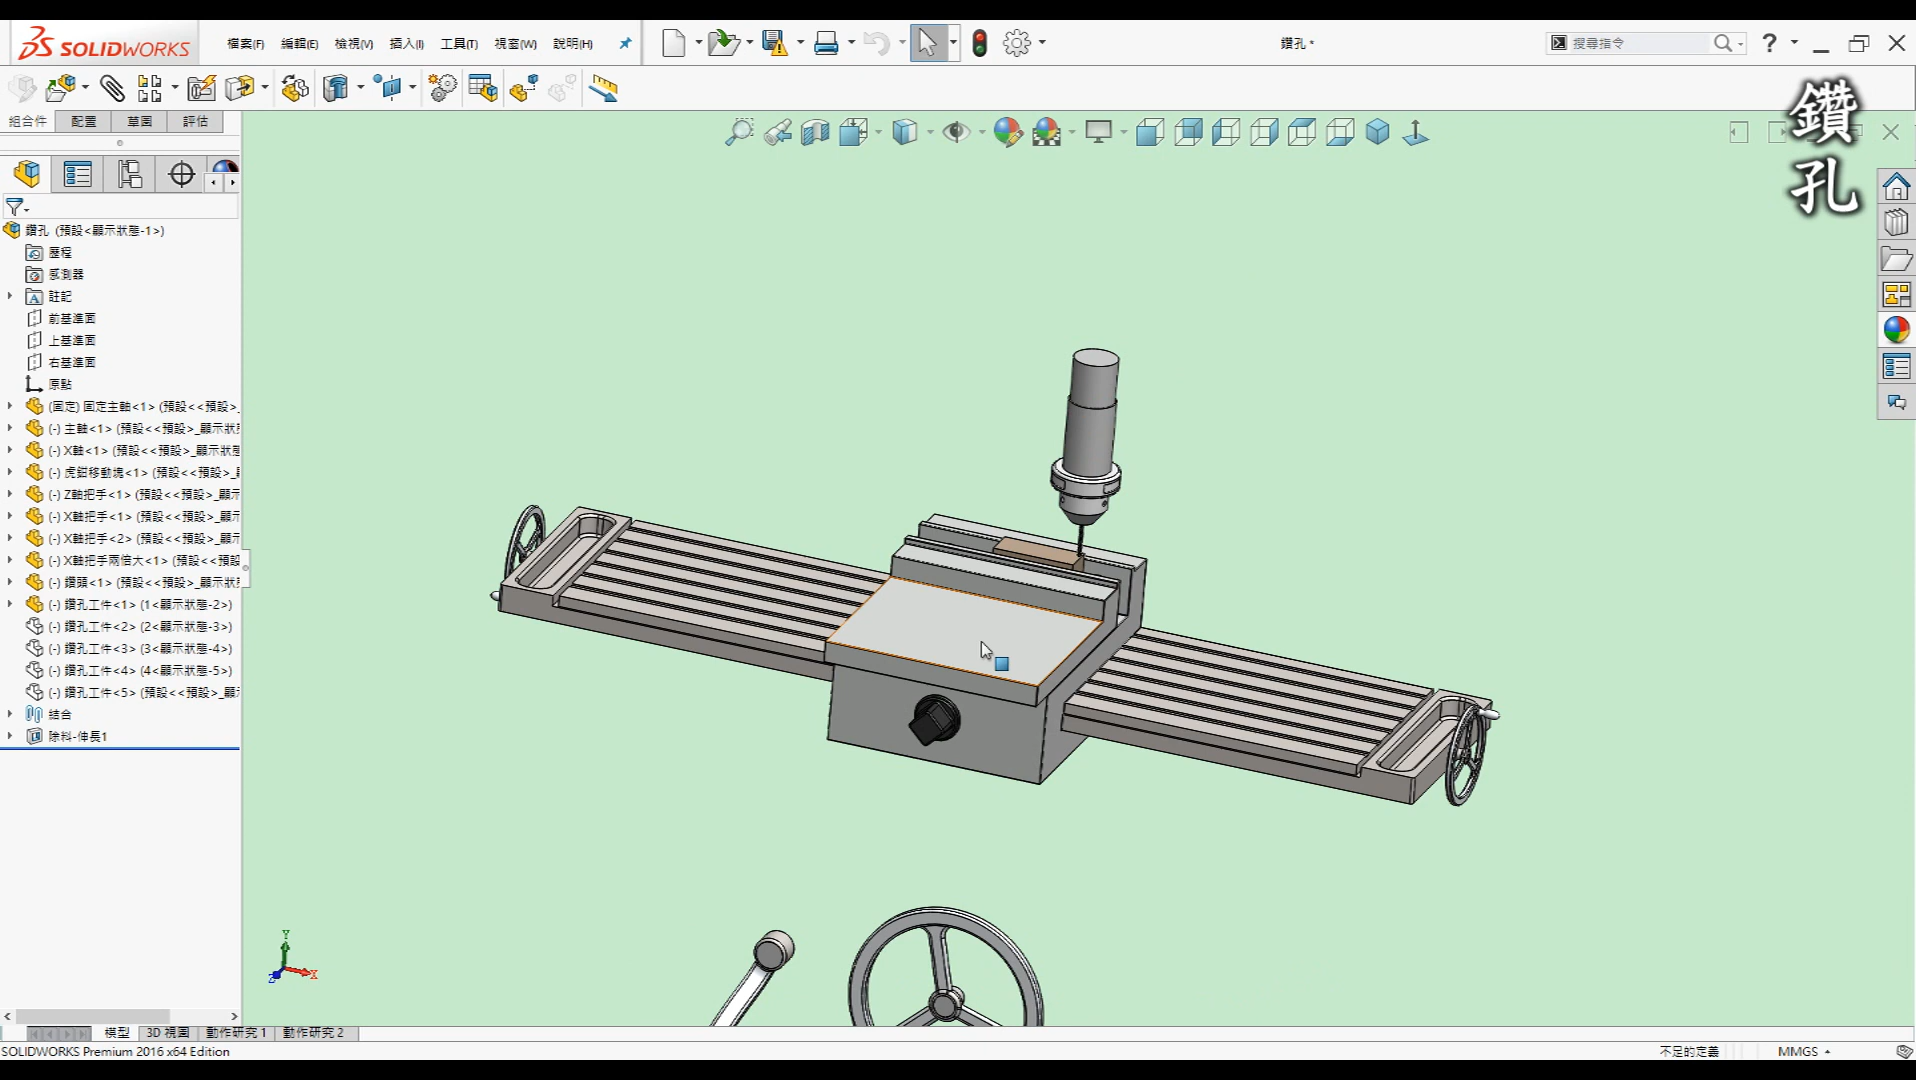 SOLIDWORKS
檔案(F) 編輯(E) 檢視(V) 插入(I) 工具(T) 視窗(W) 說明(H)
鑽孔 *
搜尋指令
鑽孔
組合件 配置 草圖 評估
鑽孔 (預設<顯示狀態-1>)
歷程
感測器
註記
前基準面
上基準面
右基準面
原點
(固定) 固定主軸<1> (預設<<預設>_
(-) 主軸<1> (預設<<預設>_顯示狀
(-) X軸<1> (預設<<預設>_顯示狀態
(-) 虎鉗移動塊<1> (預設<<預設>_
(-) Z軸把手<1> (預設<<預設>_顯示
(-) X軸把手<1> (預設<<預設>_顯示
(-) X軸把手<2> (預設<<預設>_顯示
(-) X軸把手兩倍大<1> (預設<<預設
(-) 鑽頭<1> (預設<<預設>_顯示狀
(-) 鑽孔工件<1> (1<顯示狀態-2>)
(-) 鑽孔工件<2> (2<顯示狀態-3>)
(-) 鑽孔工件<3> (3<顯示狀態-4>)
(-) 鑽孔工件<4> (4<顯示狀態-5>)
(-) 鑽孔工件<5> (預設<<預設>_顯
結合
除料-伸長1
Y
X
Z
模型 3D 視圖 動作研究 1 動作研究 2
SOLIDWORKS Premium 2016 x64 Edition
不足的定義 MMGS